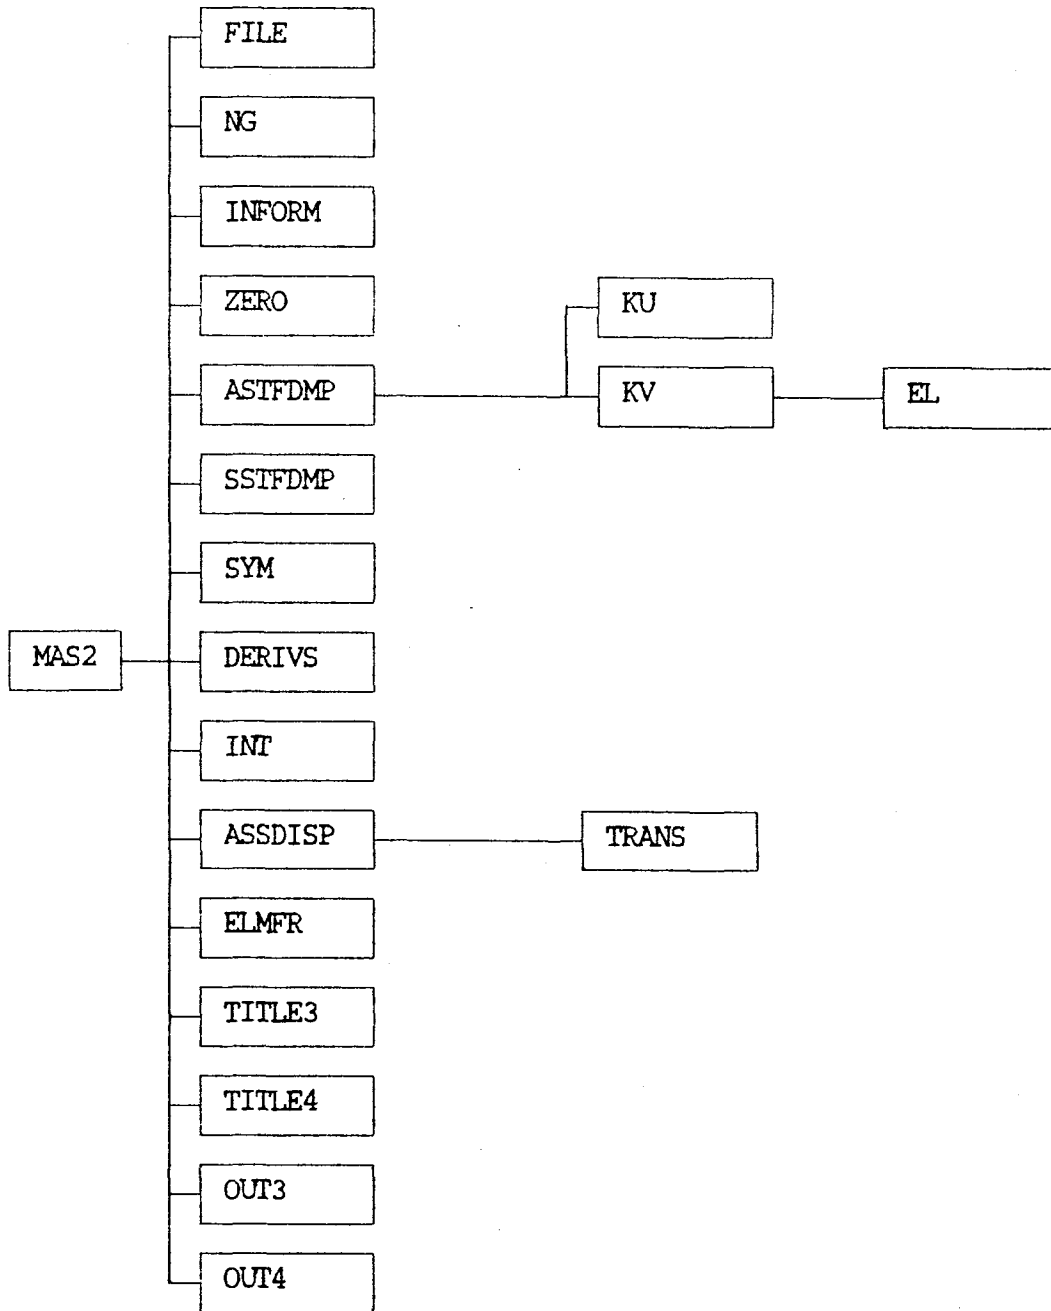 FILE
NG
INFORM
ZERO
KU
ASTFDMP
KV
EL
SSTFDMP
SYM
MAS2
DERIVS
INT
ASSDISP
TRANS
ELMFR
TITLE3
TITLE4
OUT3
OUT4